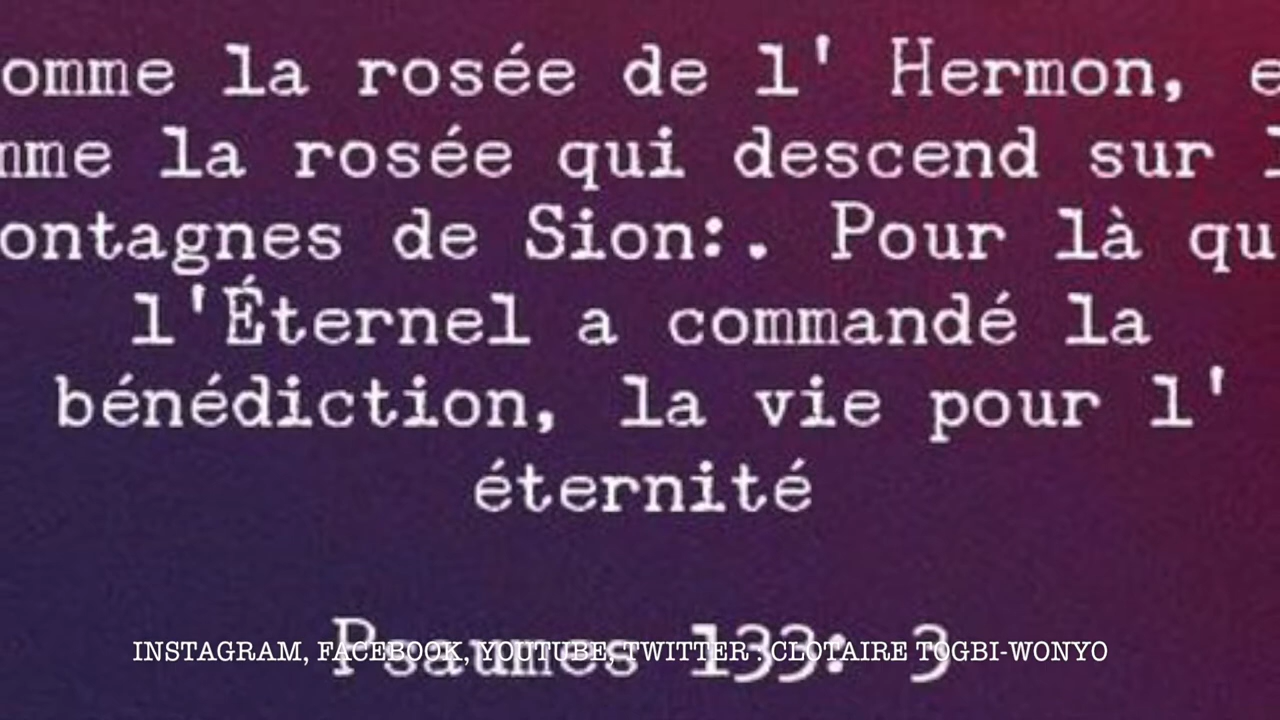 omme la rosée de l' Hermon, e
mme la rosée qui descend sur l
ontagnes de Sion:. Pour là qu
l'Éternel a commandé la
bénédiction, la vie pour l'
éternité
Psaumes 133: 3
INSTAGRAM, FACEBOOK, YOUTUBE, TWITTER : CLOTAIRE TOGBI-WONYO